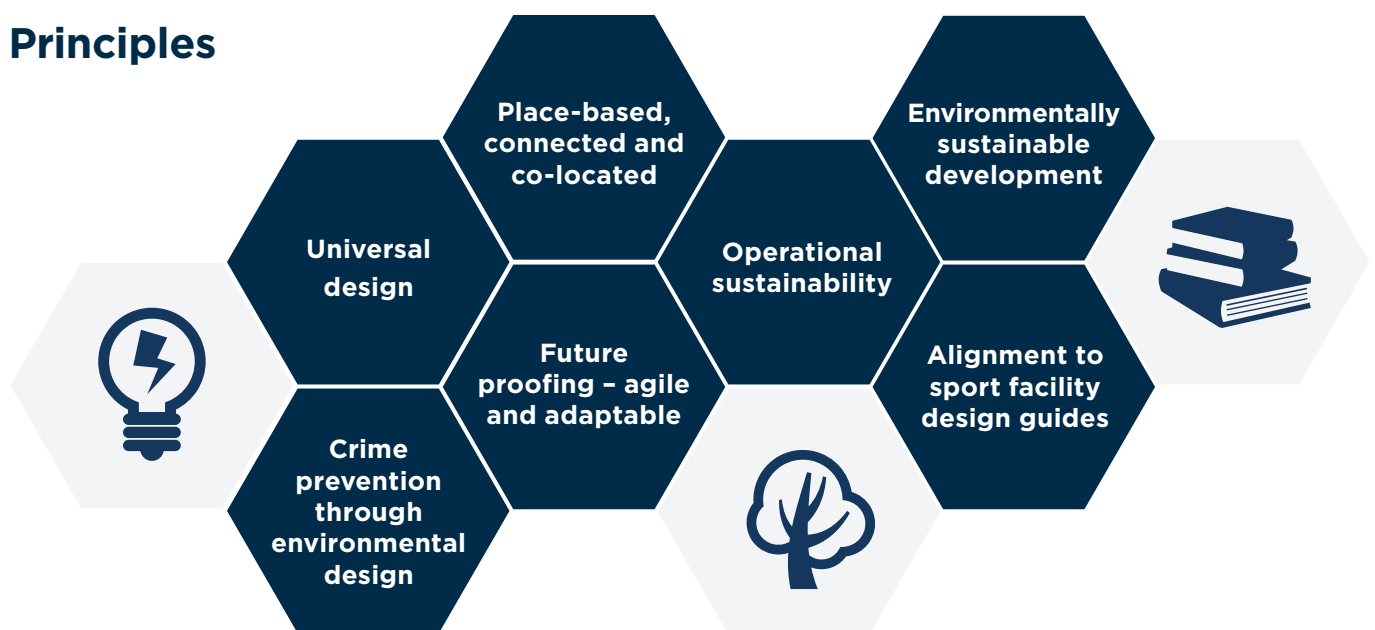 Principles
Place-based,
connected and
co-located
Environmentally
sustainable
development
Universal
design
Operational
sustainability
Future
proofing – agile
and adaptable
Alignment to
sport facility
design guides
Crime
prevention
through
environmental
design